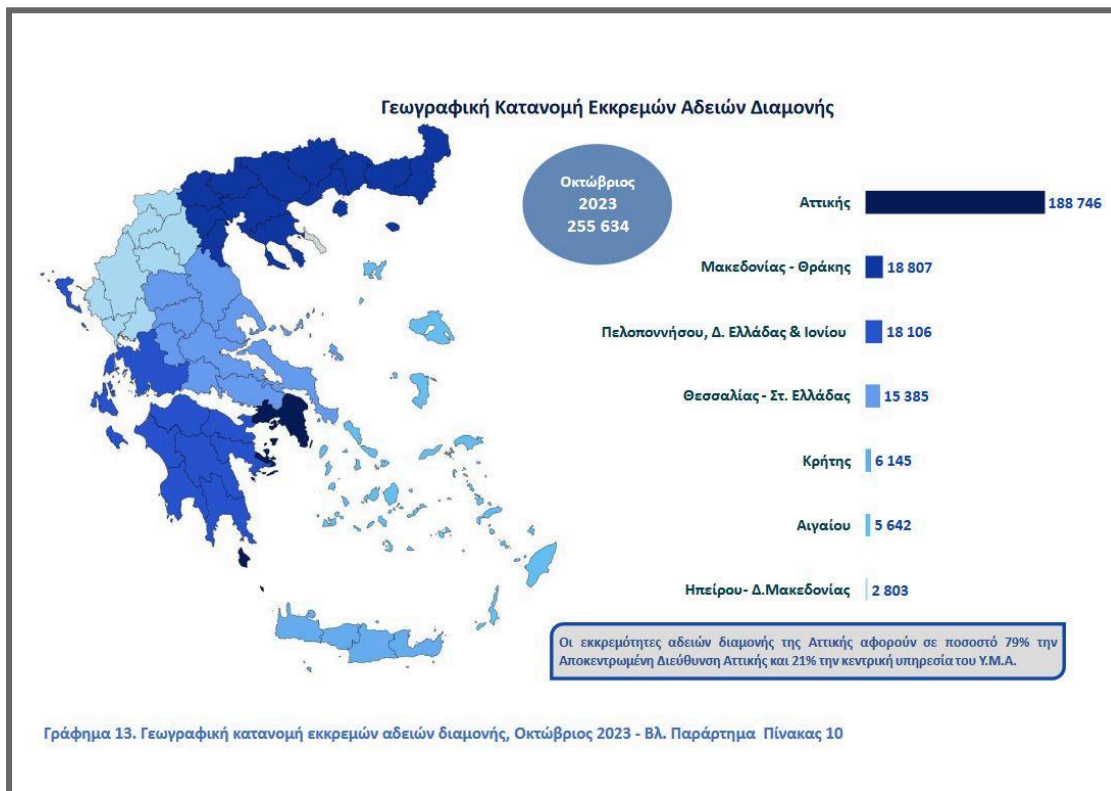 Γεωγραφική Κατανομή Εκκρεμών Αδειών Διαμονής
Οκτώβριος
2023
255 634
Αττικής
188 746
Μακεδονίας - Θράκης
18 807
Πελοποννήσου, Δ. Ελλάδας & Ιονίου
18 106
Θεσσαλίας - Στ. Ελλάδας
15 385
Κρήτης
6 145
Αιγαίου
5 642
Ηπείρου- Δ.Μακεδονίας
2 803
Οι εκκρεμότητες αδειών διαμονής της Αττικής αφορούν σε ποσοστό 79% την
Αποκεντρωμένη Διεύθυνση Αττικής και 21% την κεντρική υπηρεσία του Υ.Μ.Α.
Γράφημα 13. Γεωγραφική κατανομή εκκρεμών αδειών διαμονής, Οκτώβριος 2023 - Βλ. Παράρτημα Πίνακας 10